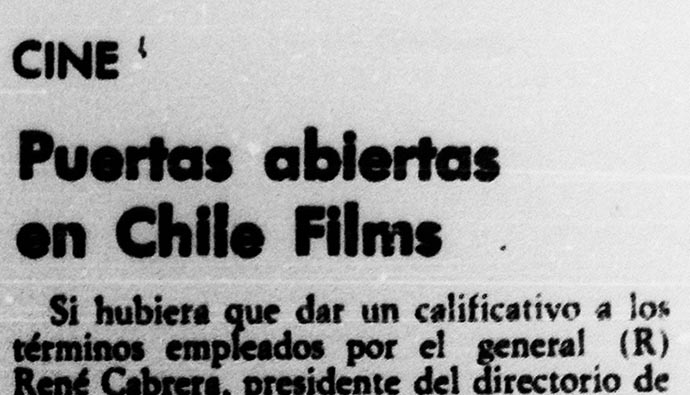 CINE
Puertas abiertas
en Chile Films
Si hubiera que dar un calificativo a los
términos empleados por el general (R)
René Cabrera, presidente del directorio de